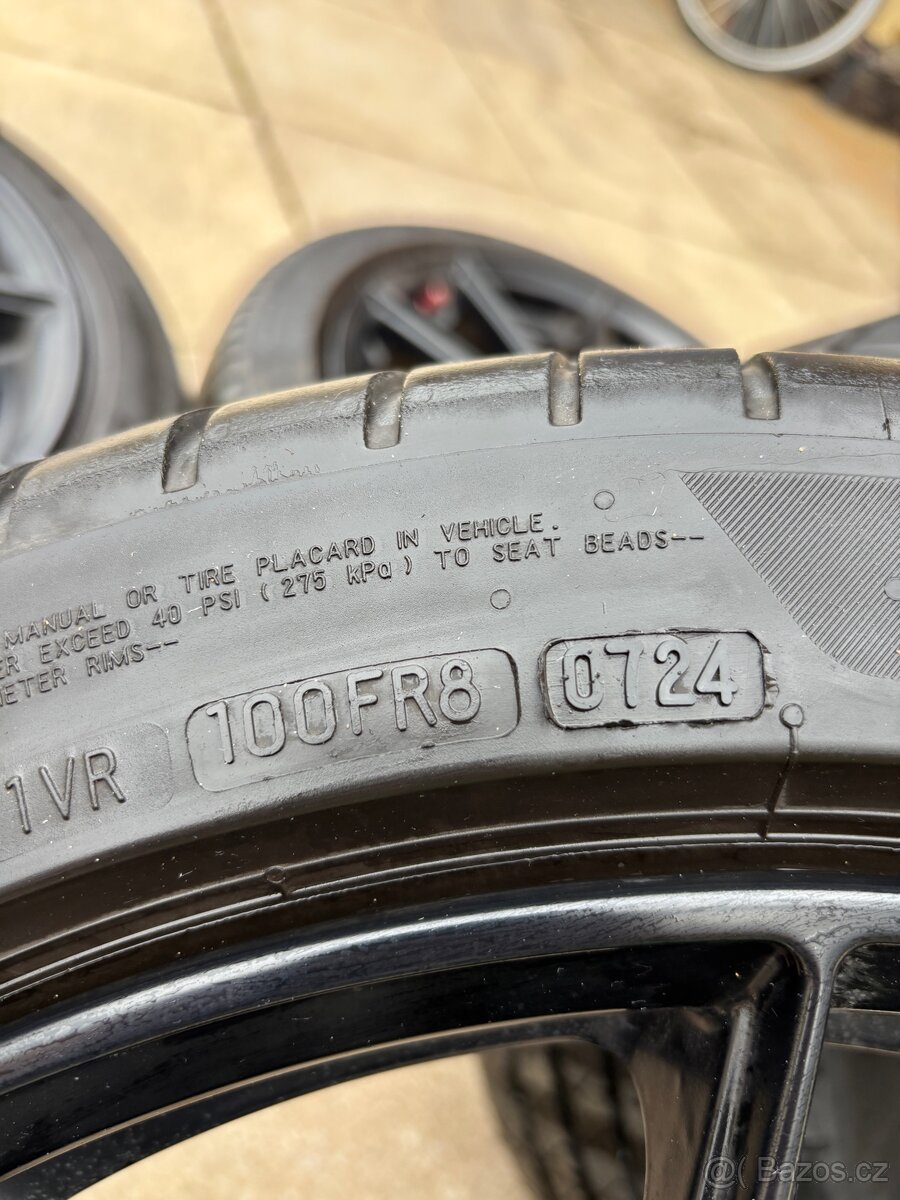 MANUAL OR TIRE PLACARD IN VEHICLE.
ER EXCEED 40 PSI (275 kPa) TO SEAT BEADS--
METER RIMS--
1VR 100FR8 0724
@ Bazos.cz